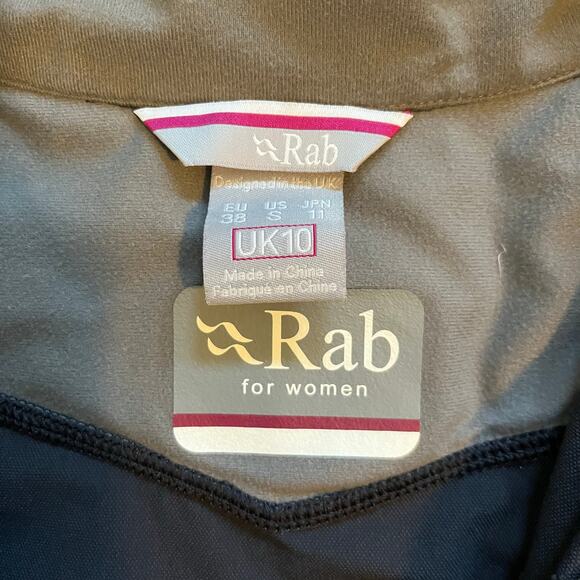 Rab
Designed in the U.K.
EU US JPN
38 S 11
UK10
Made in China
Fabriqué en Chine
Rab
for women